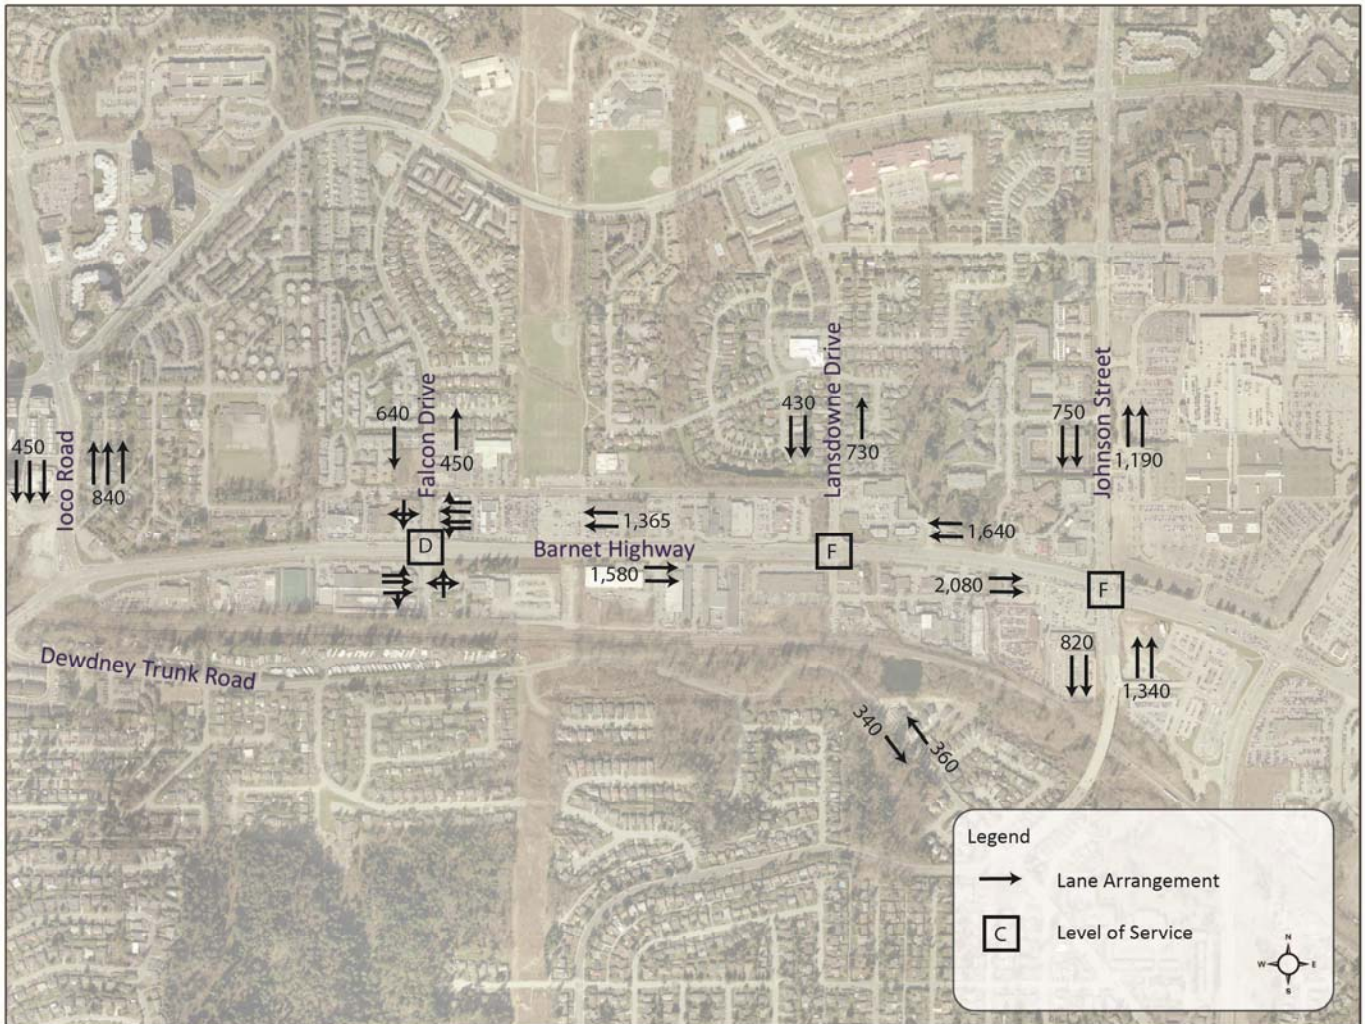 Ioco Road
450
840
640
Falcon Drive
450
D
1,365
Barnet Highway
1,580
430
Lansdowne Drive
730
F
1,640
2,080
750
Johnson Street
1,190
F
820
1,340
Dewdney Trunk Road
340
360
Legend
Lane Arrangement
C
Level of Service
N
W
E
S